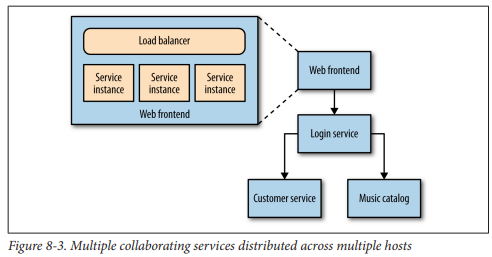 Load balancer
Service
instance
Service
instance
Service
instance
Web frontend
Web frontend
Login service
Customer service
Music catalog
Figure 8-3. Multiple collaborating services distributed across multiple hosts